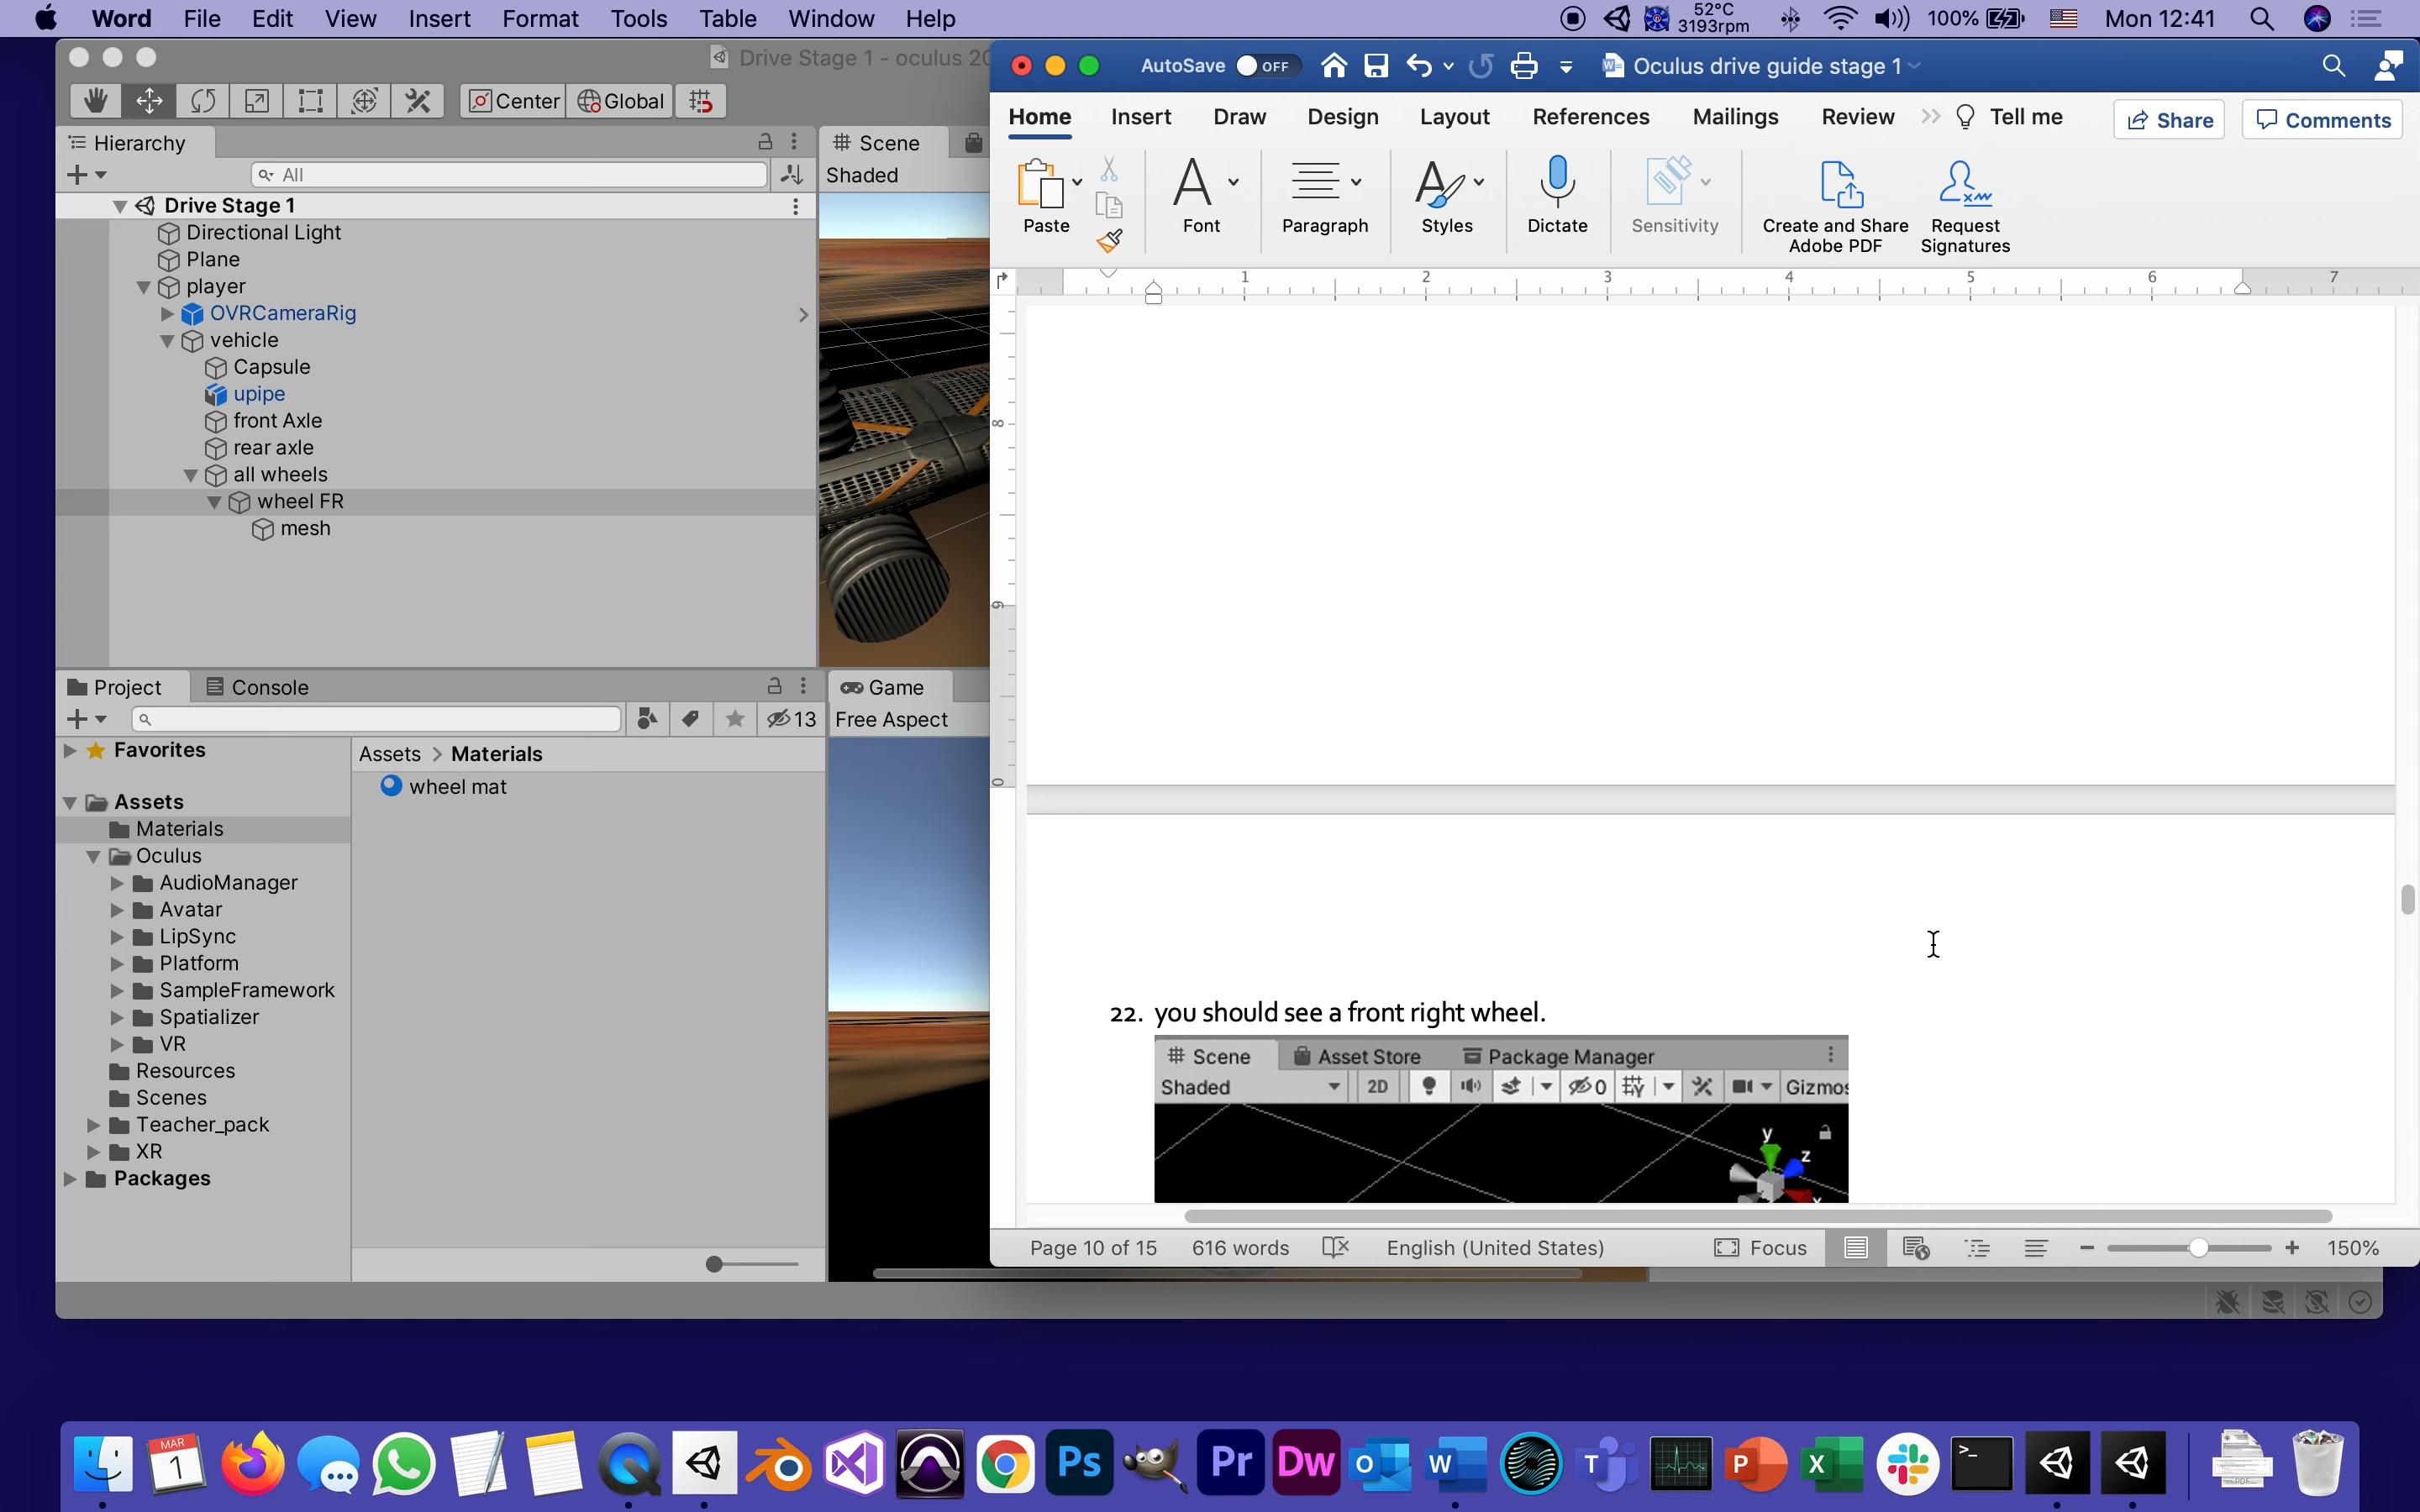 Word File Edit View Insert Format Tools Table Window Help
52°C
3193rpm
100%
Mon 12:41
Drive Stage 1 - oculus 20
Center
Global
Hierarchy
All
Drive Stage 1
Directional Light
Plane
player
OVRCameraRig
vehicle
Capsule
upipe
front Axle
rear axle
all wheels
wheel FR
mesh
Scene
Shaded
Project
Console
13
Favorites
Assets
Materials
Oculus
AudioManager
Avatar
LipSync
Platform
SampleFramework
Spatializer
VR
Resources
Scenes
Teacher_pack
XR
Packages
Assets > Materials
wheel mat
Game
Free Aspect
AutoSave OFF
Oculus drive guide stage 1
Home Insert Draw Design Layout References Mailings Review Tell me
Share
Comments
Paste
Font
Paragraph
Styles
Dictate
Sensitivity
Create and Share
Adobe PDF
Request
Signatures
1 2 3 4 5 6 7
8
9
0
22. you should see a front right wheel.
Scene Asset Store Package Manager
Shaded 2D 0 Gizmos
y
z
x
Page 10 of 15 616 words English (United States) Focus 150%
MAR
1
Ps
Pr
Dw
O
W
T
P
X
>_
PDF